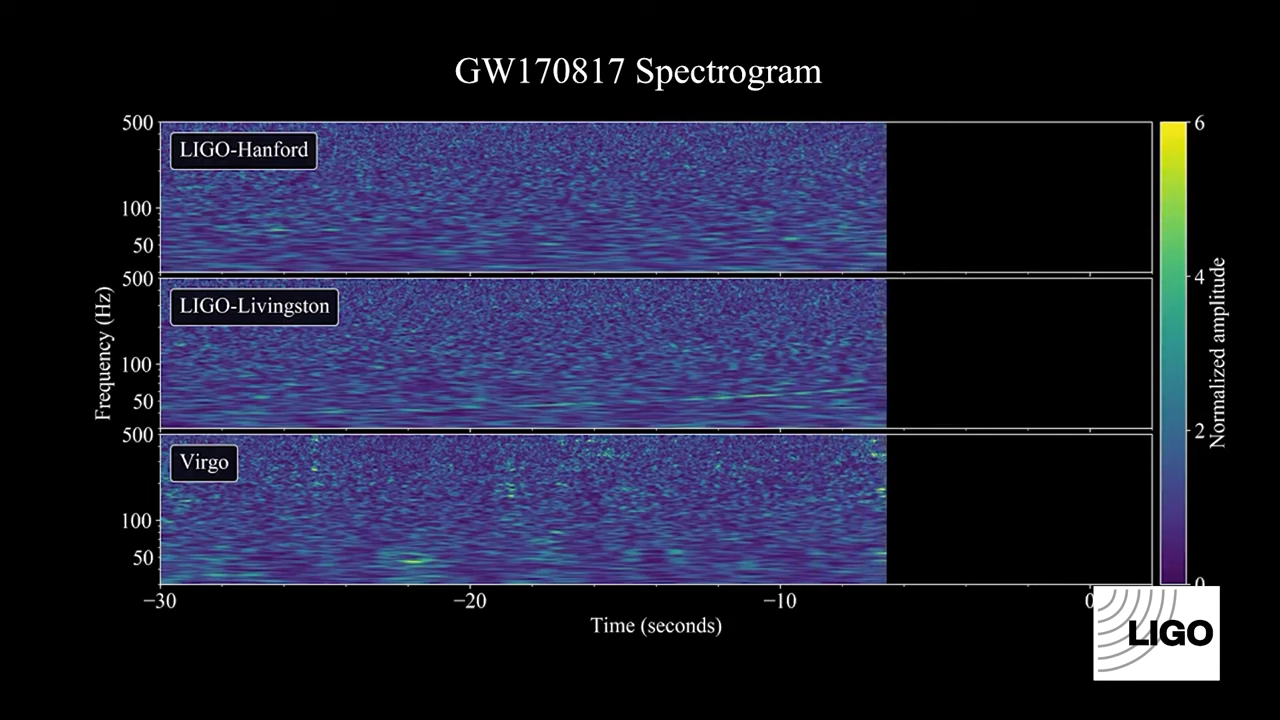 GW170817 Spectrogram
500
LIGO-Hanford
100
50
500
LIGO-Livingston
100
50
500
Virgo
100
50
Frequency (Hz)
−30
−20
−10
0
Time (seconds)
6
4
2
0
Normalized amplitude
LIGO